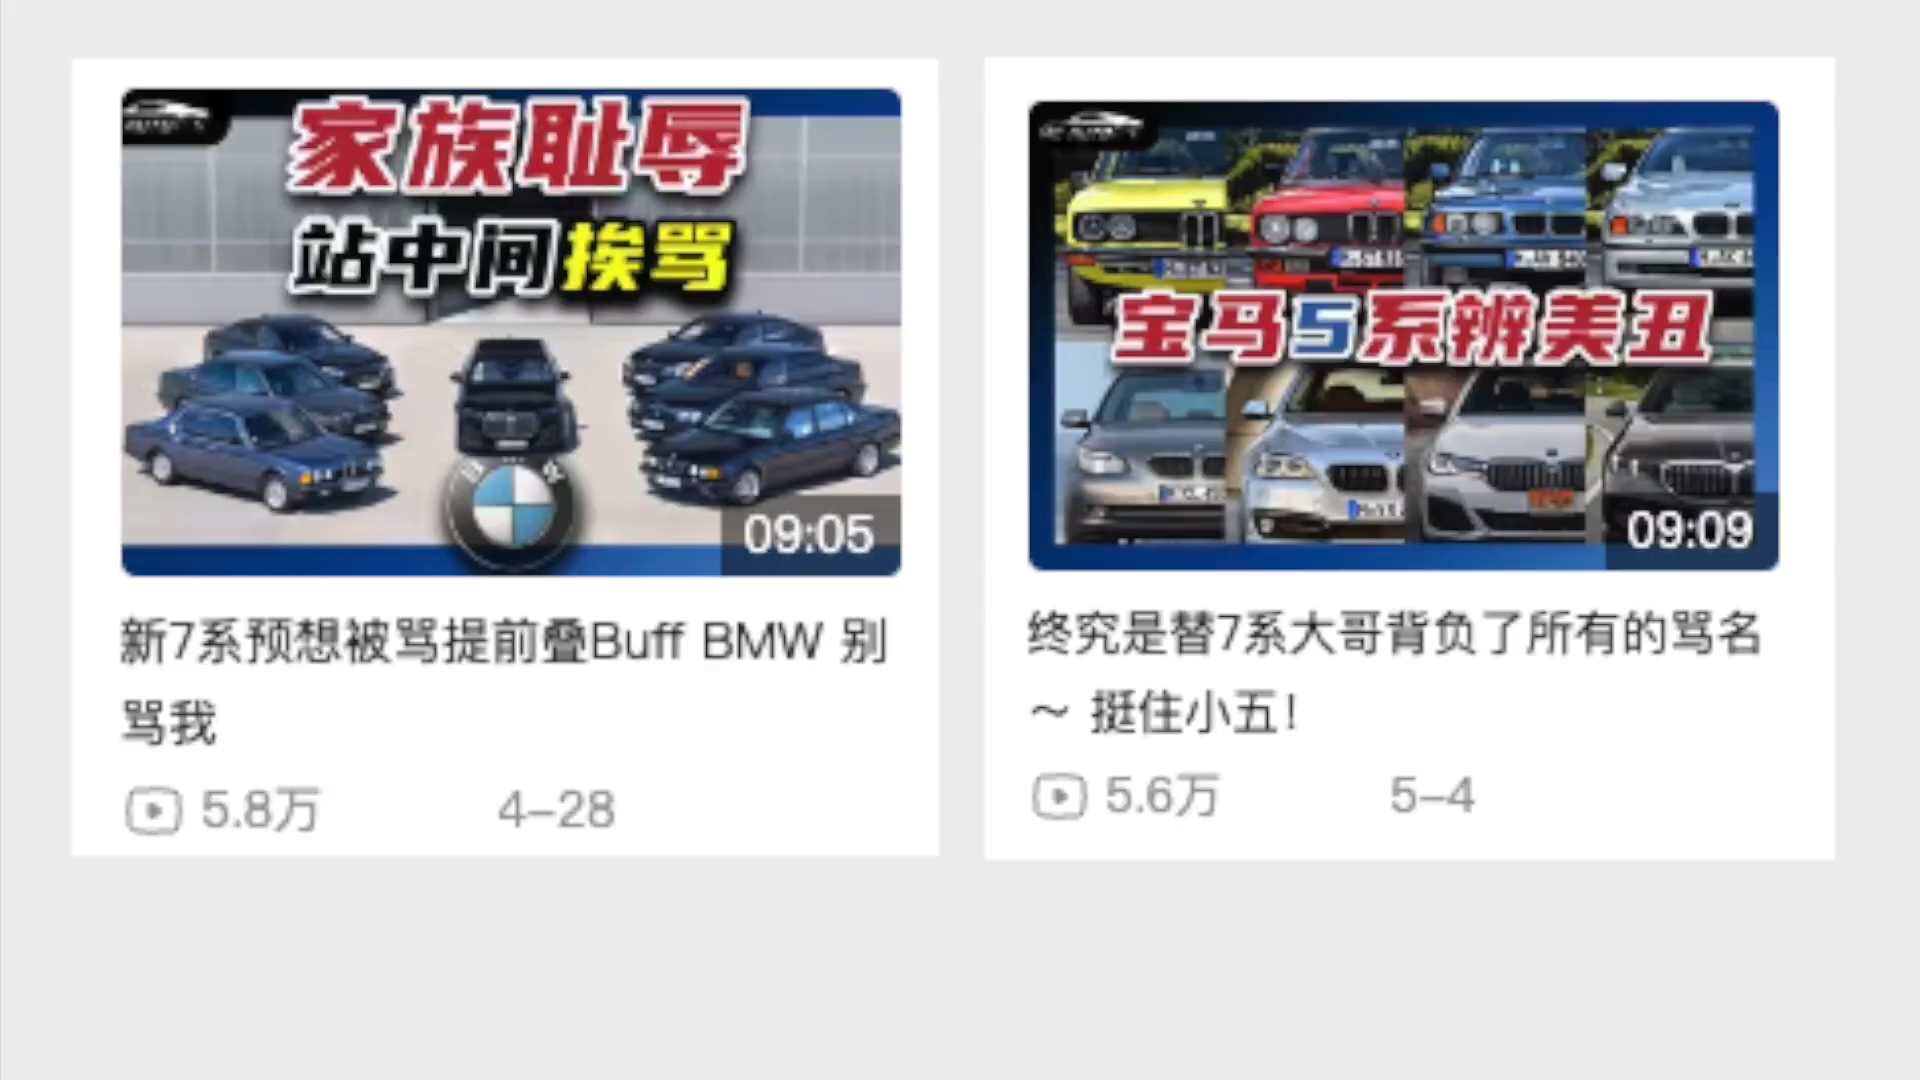 家族耻辱
站中间挨骂
09:05
新7系预想被骂提前叠Buff BMW 别
骂我
5.8万 4-28
宝马5系辨美丑
09:09
终究是替7系大哥背负了所有的骂名
～ 挺住小五！
5.6万 5-4